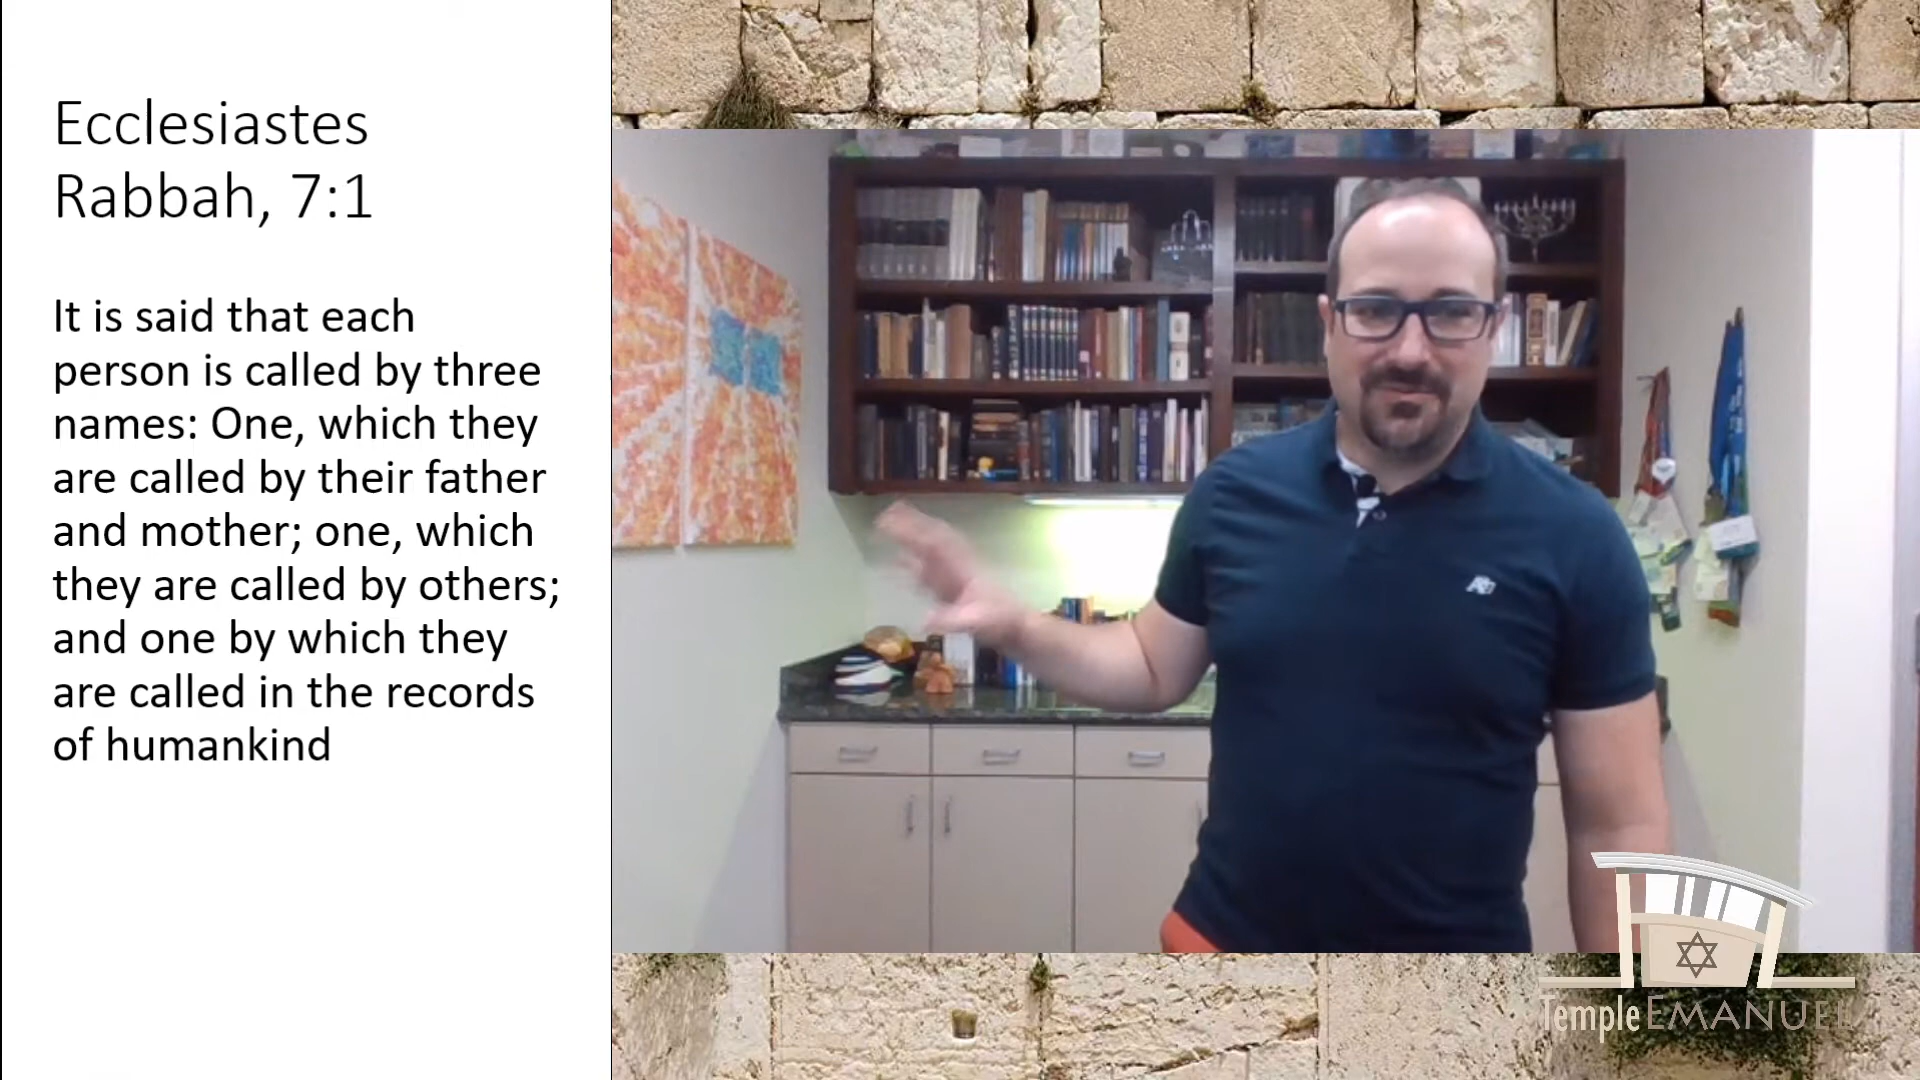 Ecclesiastes
Rabbah, 7:1
It is said that each
person is called by three
names: One, which they
are called by their father
and mother; one, which
they are called by others;
and one by which they
are called in the records
of humankind
Temple EMANUEL